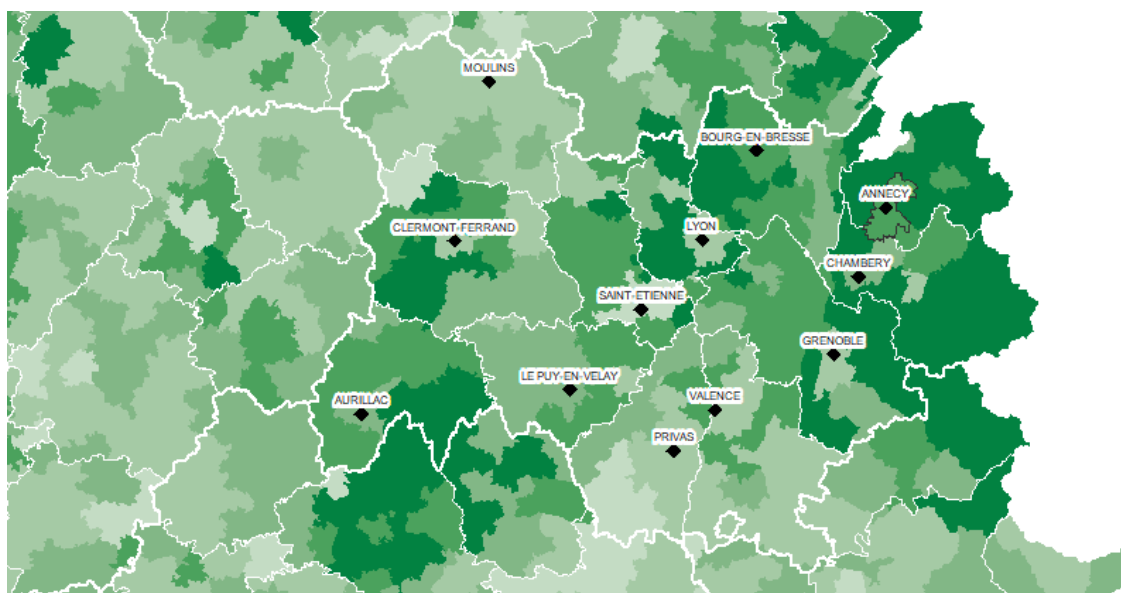 MOULINS
BOURG-EN-BRESSE
ANNECY
CLERMONT-FERRAND
LYON
CHAMBERY
SAINT-ETIENNE
GRENOBLE
LE PUY-EN-VELAY
AURILLAC
VALENCE
PRIVAS